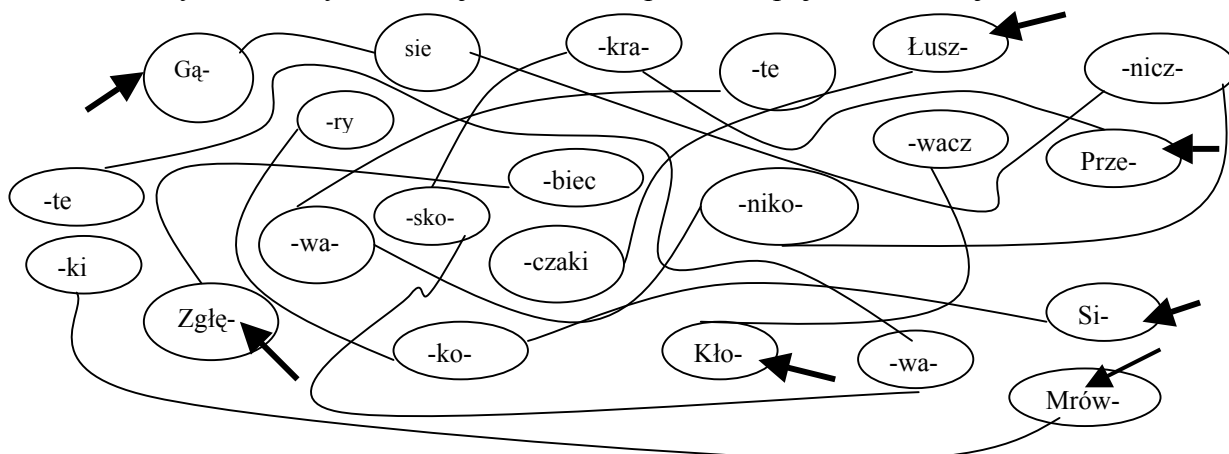 Gą-
sie
-kra-
-te
Łusz-
-nicz-
-ry
-wacz
Prze-
-te
-biec
-sko-
-niko-
-wa-
-czaki
-ki
Zgłę-
-ko-
Kło-
-wa-
Si-
Mrów-